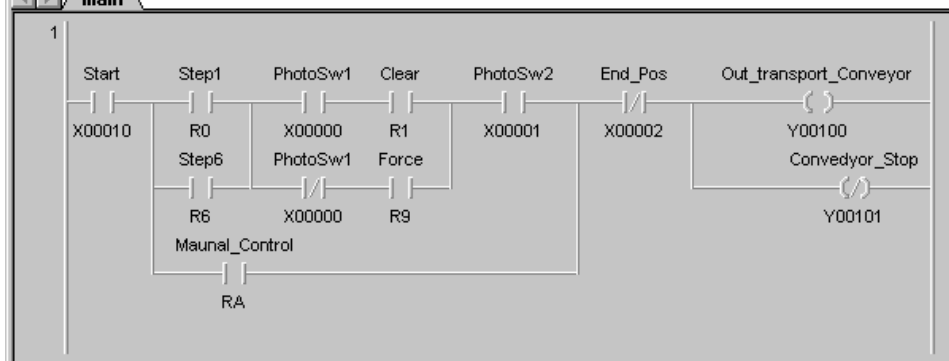 main
1
Start Step1 PhotoSw1 Clear PhotoSw2 End_Pos Out_transport_Conveyor
X00010 R0 X00000 R1 X00001 X00002 Y00100
Step6 PhotoSw1 Force Convedyor_Stop
R6 X00000 R9 Y00101
Maunal_Control
RA